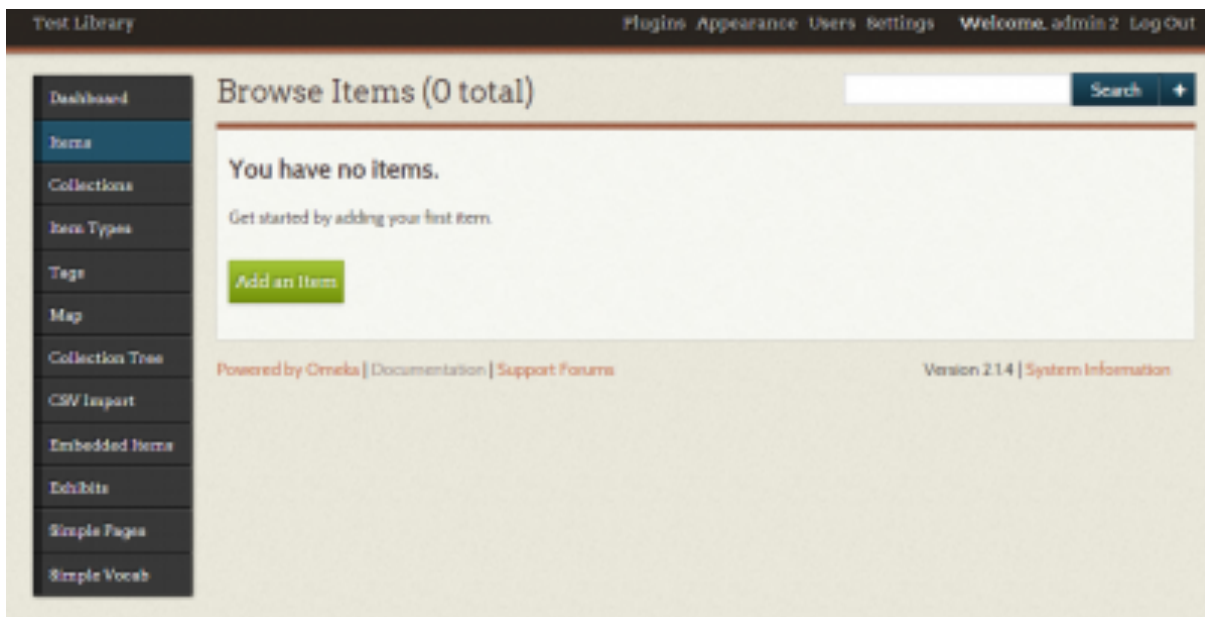 Test Library
Plugins Appearance Users Settings Welcome, admin 2 Log Out
Dashboard
Items
Collections
Item Types
Tags
Map
Collection Tree
CSV Import
Embedded Items
Exhibits
Simple Pages
Simple Vocab
Browse Items (0 total)
Search +
You have no items.
Get started by adding your first item.
Add an Item
Powered by Omeka | Documentation | Support Forums
Version 2.1.4 | System Information